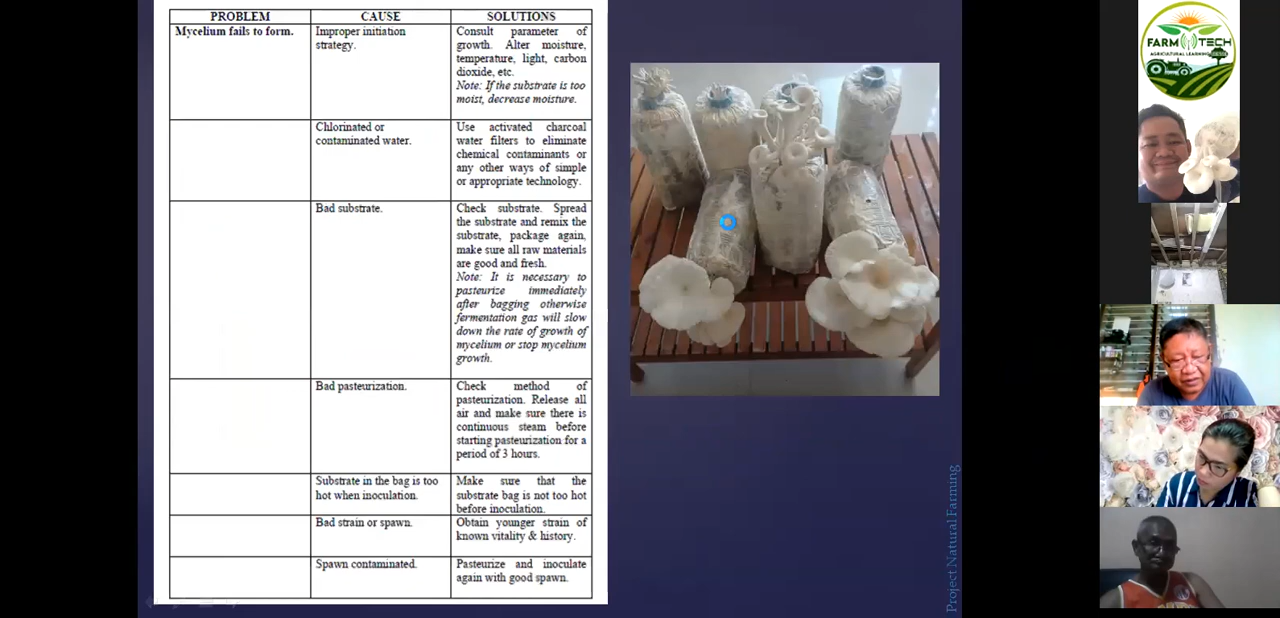 PROBLEM
CAUSE
SOLUTIONS
Mycelium fails to form.
Improper initiation
strategy.
Consult parameter of
growth. Alter moisture,
temperature, light, carbon
dioxide, etc.
Note: If the substrate is too
moist, decrease moisture.
Chlorinated or
contaminated water.
Use activated charcoal
water filters to eliminate
chemical contaminants or
any other ways of simple
or appropriate technology.
Bad substrate.
Check substrate. Spread
the substrate and remix the
substrate, package again,
make sure all raw materials
are good and fresh.
Note: It is necessary to
pasteurize immediately
after bagging otherwise
fermentation gas will slow
down the rate of growth of
mycelium or stop mycelium
growth.
Bad pasteurization.
Check method of
pasteurization. Release all
air and make sure there is
continuous steam before
starting pasteurization for a
period of 3 hours.
Substrate in the bag is too
hot when inoculation.
Make sure that the
substrate bag is not too hot
before inoculation.
Bad strain or spawn.
Obtain younger strain of
known vitality & history.
Spawn contaminated.
Pasteurize and inoculate
again with good spawn.
Project Natural Farming
FARM TECH
AGRICULTURAL LEARNING